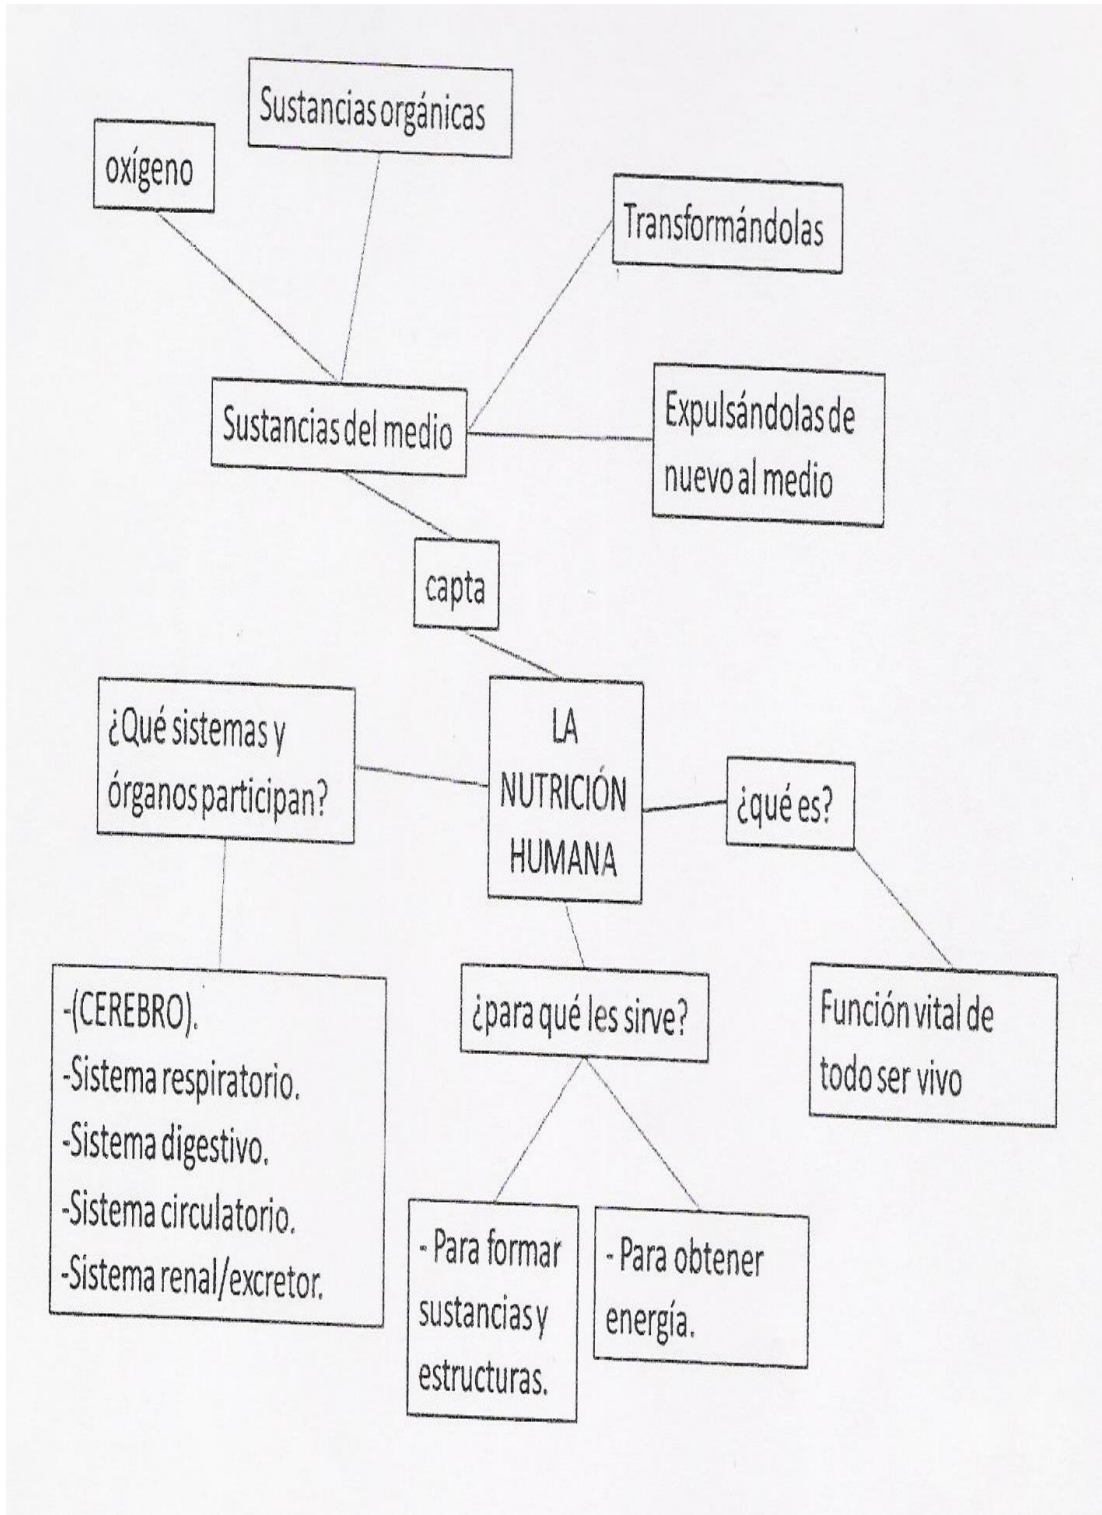 Sustancias orgánicas
oxígeno
Transformándolas
Sustancias del medio
Expulsándolas de
nuevo al medio
capta
¿Qué sistemas y
órganos participan?
LA
NUTRICIÓN
HUMANA
¿qué es?
-(CEREBRO).
-Sistema respiratorio.
-Sistema digestivo.
-Sistema circulatorio.
-Sistema renal/excretor.
¿para qué les sirve?
Función vital de
todo ser vivo
- Para formar
sustancias y
estructuras.
- Para obtener
energía.